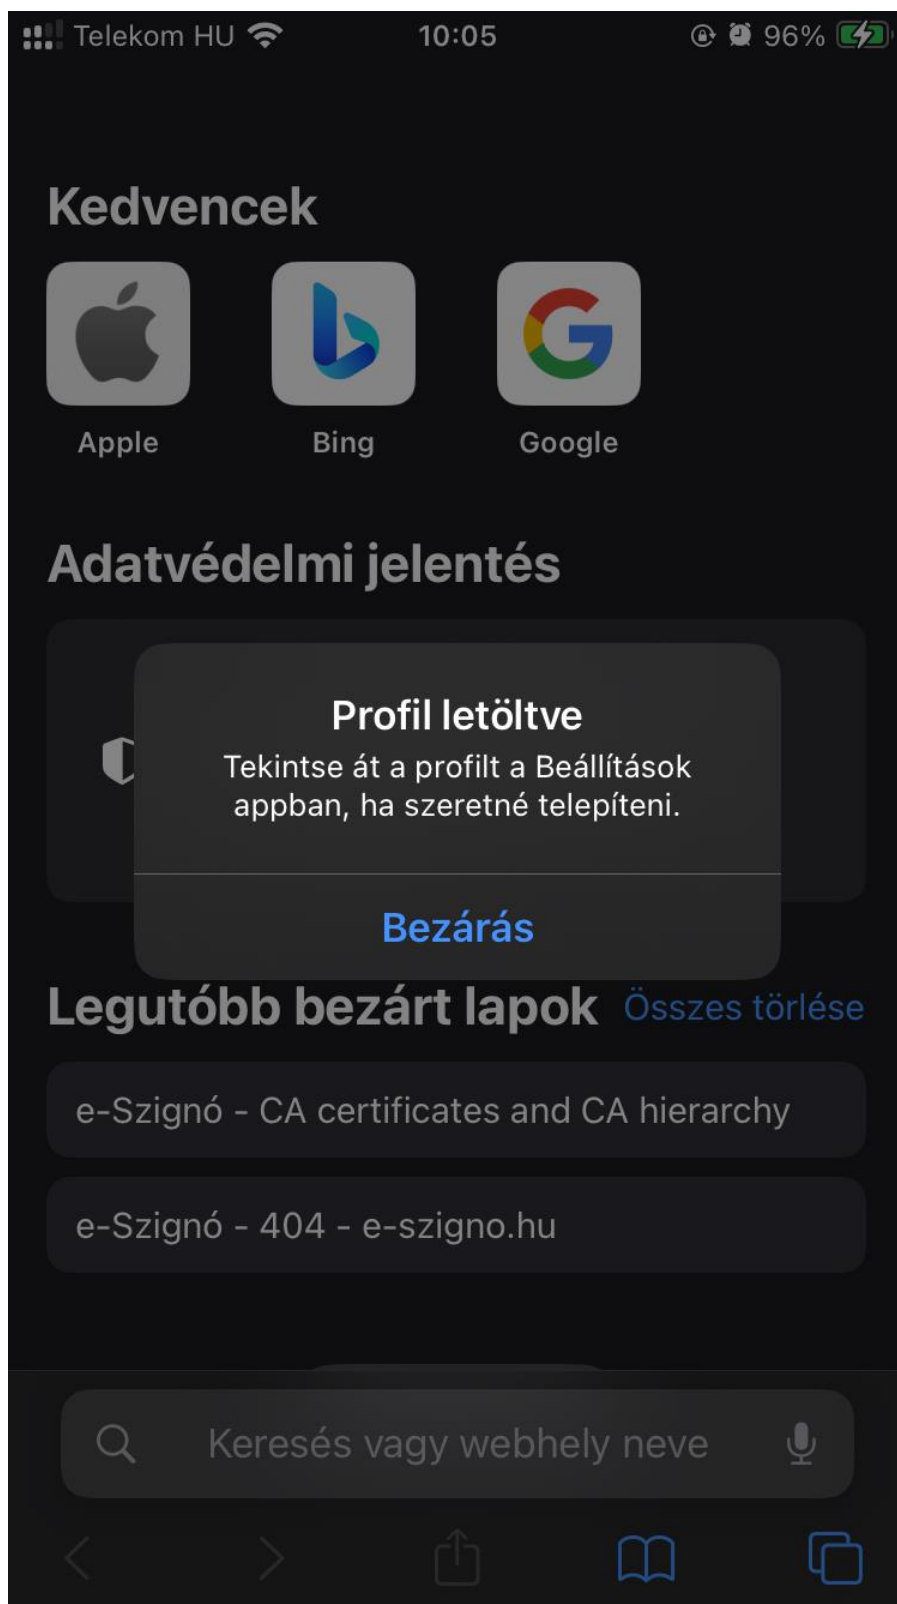 Telekom HU 10:05 96%
Kedvencek
Apple Bing Google
Adatvédelmi jelentés
Profil letöltve
Tekintse át a profilt a Beállítások
appban, ha szeretné telepíteni.
Bezárás
Legutóbb bezárt lapok Összes törlése
e-Szignó - CA certificates and CA hierarchy
e-Szignó - 404 - e-szigno.hu
Keresés vagy webhely neve